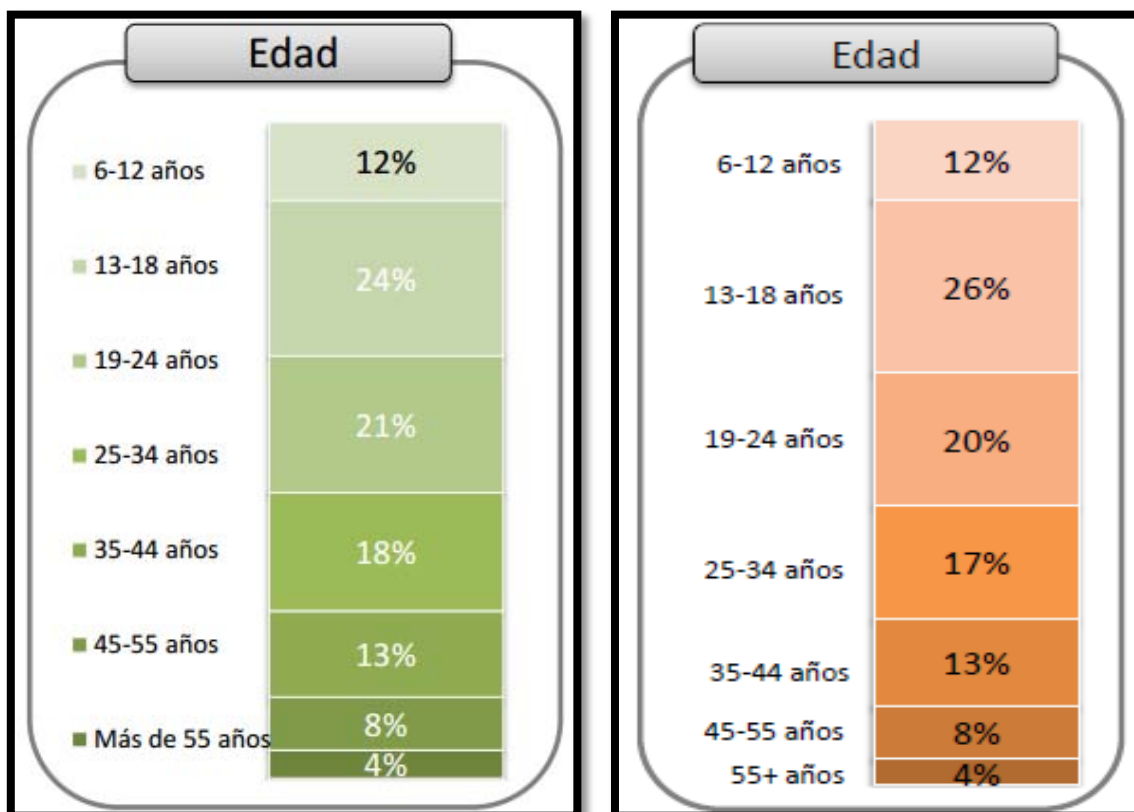 Edad
6-12 años
12%
13-18 años
24%
19-24 años
21%
25-34 años
18%
35-44 años
13%
45-55 años
8%
Más de 55 años
4%
Edad
6-12 años
12%
13-18 años
26%
19-24 años
20%
25-34 años
17%
35-44 años
13%
45-55 años
8%
55+ años
4%